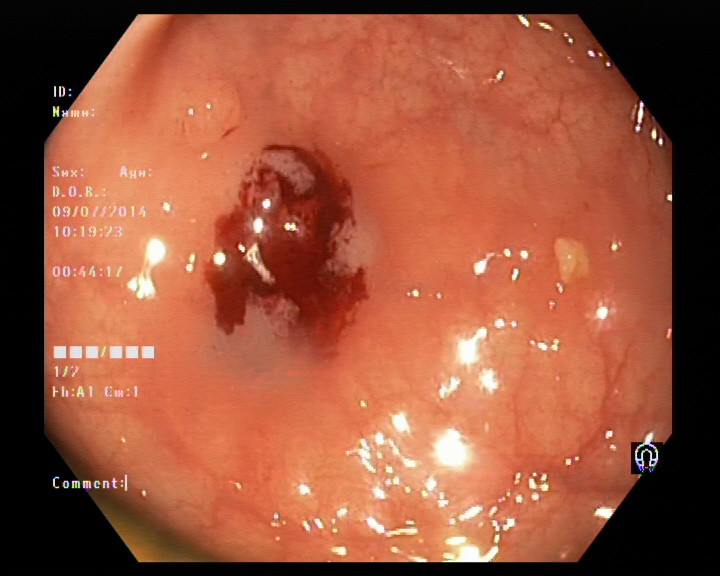 ID:
Name:
Sex: Age:
D.O.B.:
09/07/2014
10:19:23
00:44:17
■■■/■■■
1/2
Eh:A1 Cm:1
Comment: